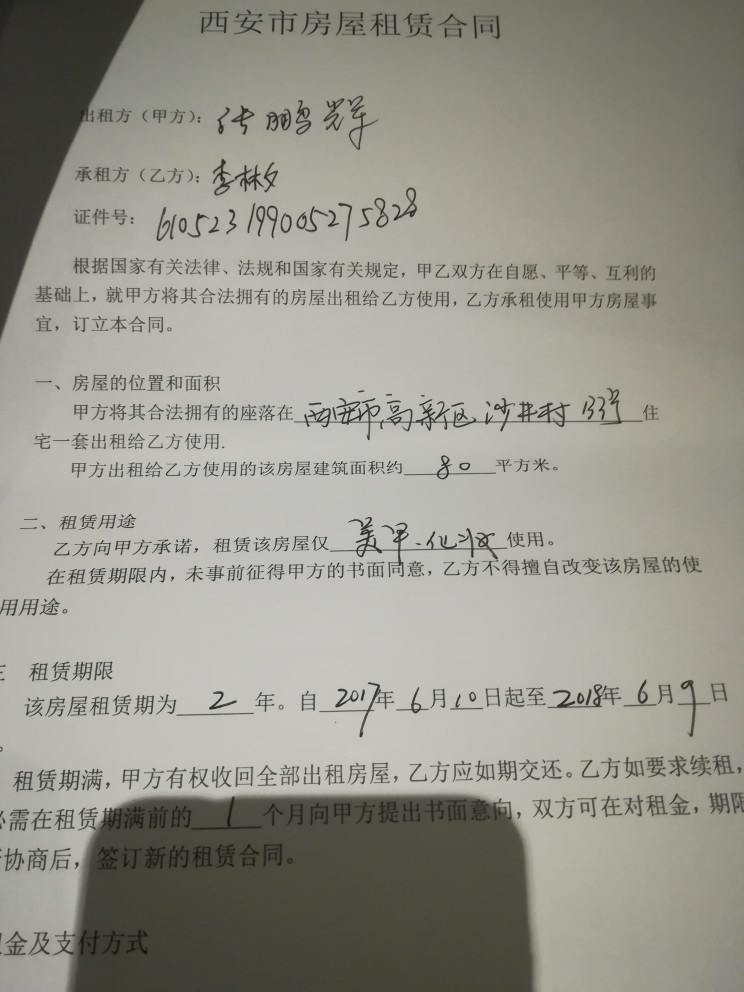 西安市房屋租赁合同
出租方（甲方）：张鹏辉
承租方（乙方）：李林夕
证件号：610523199005275828
根据国家有关法律、法规和国家有关规定，甲乙双方在自愿、平等、互利的
基础上，就甲方将其合法拥有的房屋出租给乙方使用，乙方承租使用甲方房屋事
宜，订立本合同。
一、房屋的位置和面积
甲方将其合法拥有的座落在西安市高新区沙井村133号住
宅一套出租给乙方使用.
甲方出租给乙方使用的该房屋建筑面积约80平方米。
二、租赁用途
乙方向甲方承诺，租赁该房屋仅美甲、化妆使用。
在租赁期限内，未事前征得甲方的书面同意，乙方不得擅自改变该房屋的使
用用途。
三 租赁期限
该房屋租赁期为2年。自2017年6月10日起至2018年6月9日
。
租赁期满，甲方有权收回全部出租房屋，乙方应如期交还。乙方如要求续租，
必需在租赁期满前的1个月向甲方提出书面意向，双方可在对租金，期限
协商后，签订新的租赁合同。
金及支付方式